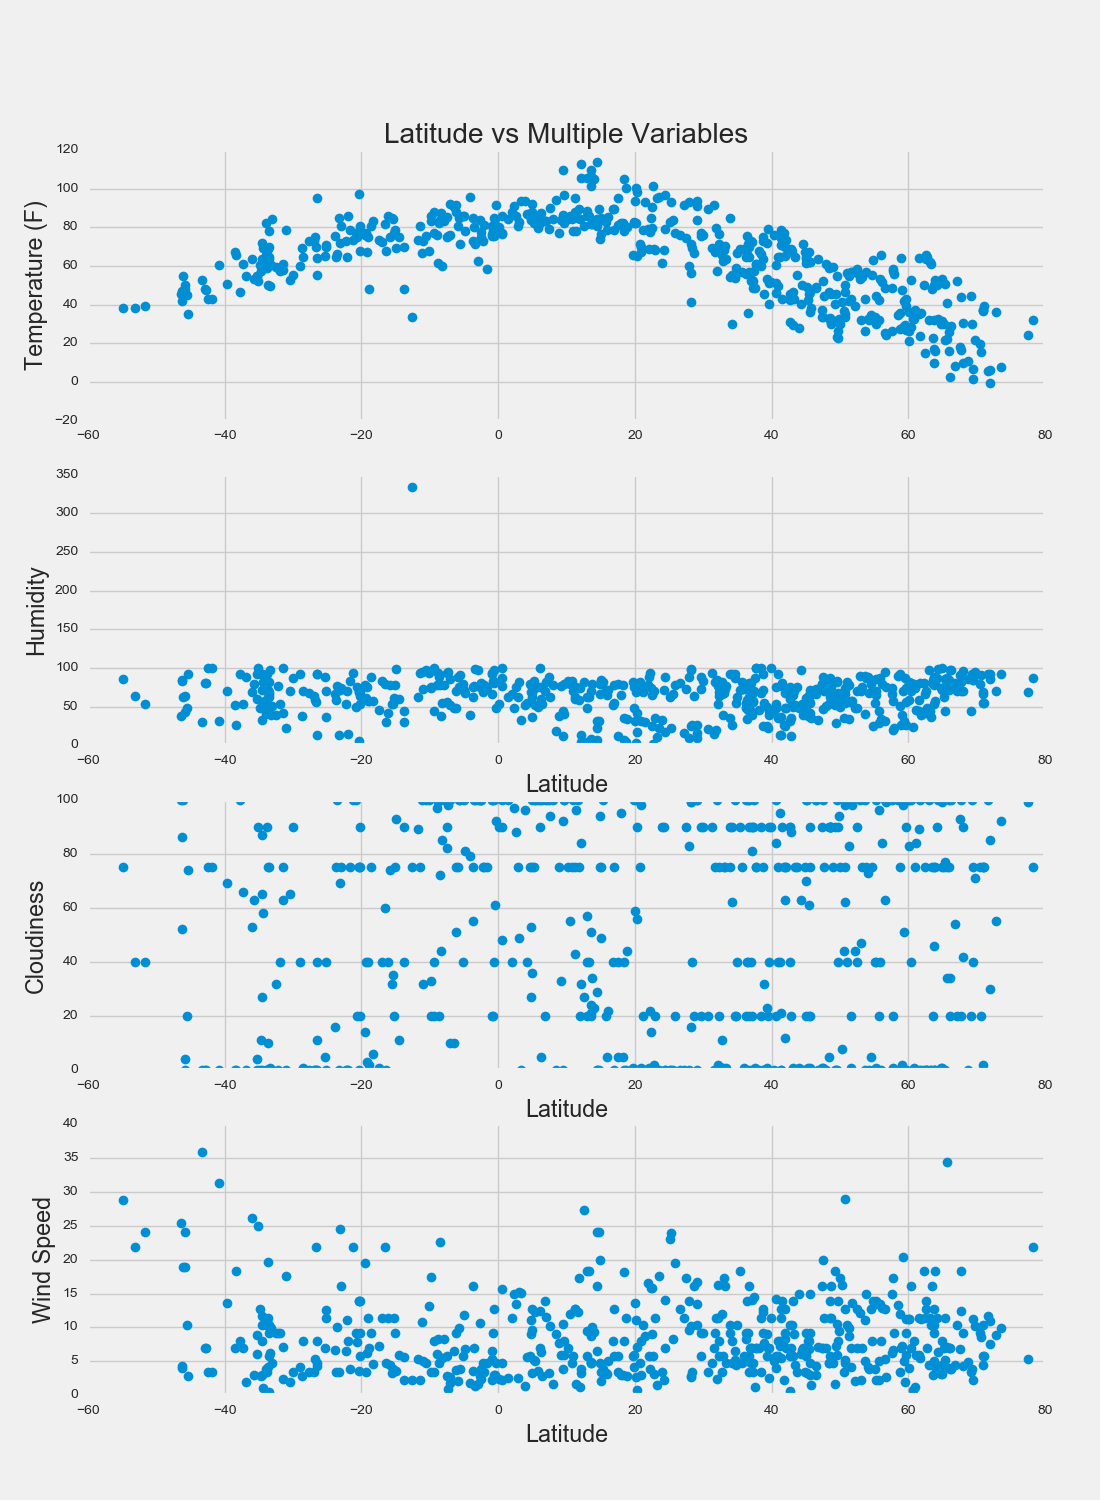 Latitude vs Multiple Variables
120
100
80
60
40
20
0
−20
Temperature (F)
−60 −40 −20 0 20 40 60 80
350
300
250
200
150
100
50
0
Humidity
−60 −40 −20 0 20 40 60 80
Latitude
100
80
60
40
20
0
Cloudiness
−60 −40 −20 0 20 40 60 80
Latitude
40
35
30
25
20
15
10
5
0
Wind Speed
−60 −40 −20 0 20 40 60 80
Latitude